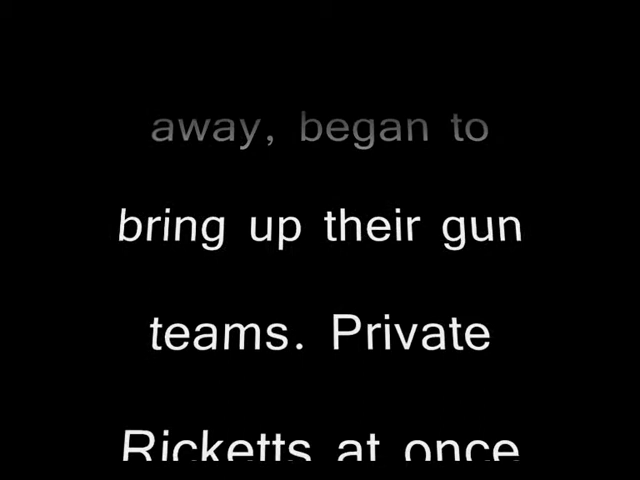 away, began to
bring up their gun
teams. Private
Ricketts at once